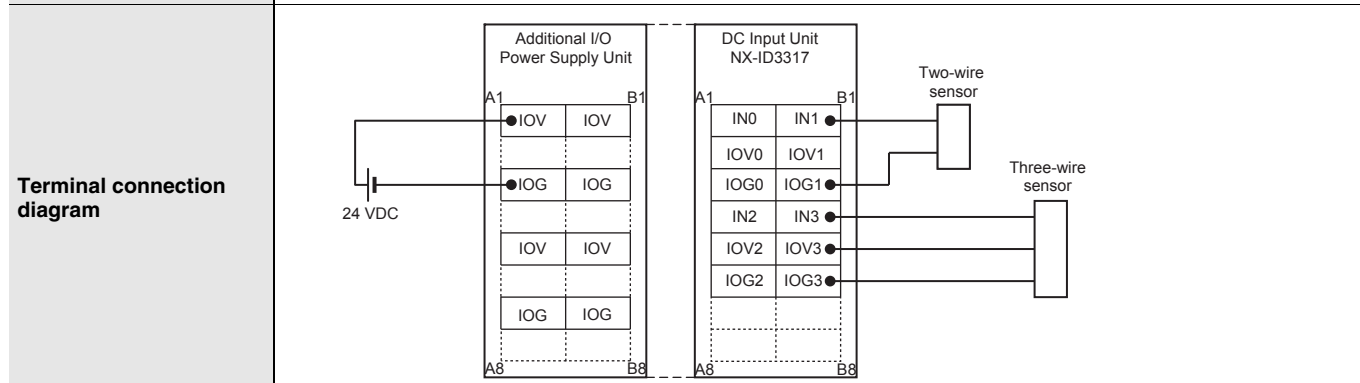 Terminal connection
diagram
Additional I/O
Power Supply Unit
A1
B1
IOV IOV
IOG IOG
IOV IOV
IOG IOG
A8
B8
24 VDC
DC Input Unit
NX-ID3317
A1
B1
IN0 IN1
IOV0 IOV1
IOG0 IOG1
IN2 IN3
IOV2 IOV3
IOG2 IOG3
A8
B8
Two-wire
sensor
Three-wire
sensor